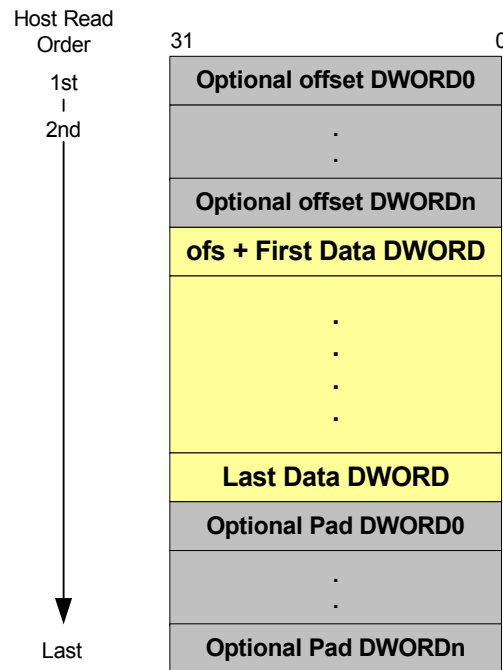 Host Read
Order
31
0
1st
2nd
Last
Optional offset DWORD0
.
.
Optional offset DWORDn
ofs + First Data DWORD
.
.
.
.
Last Data DWORD
Optional Pad DWORD0
.
.
Optional Pad DWORDn